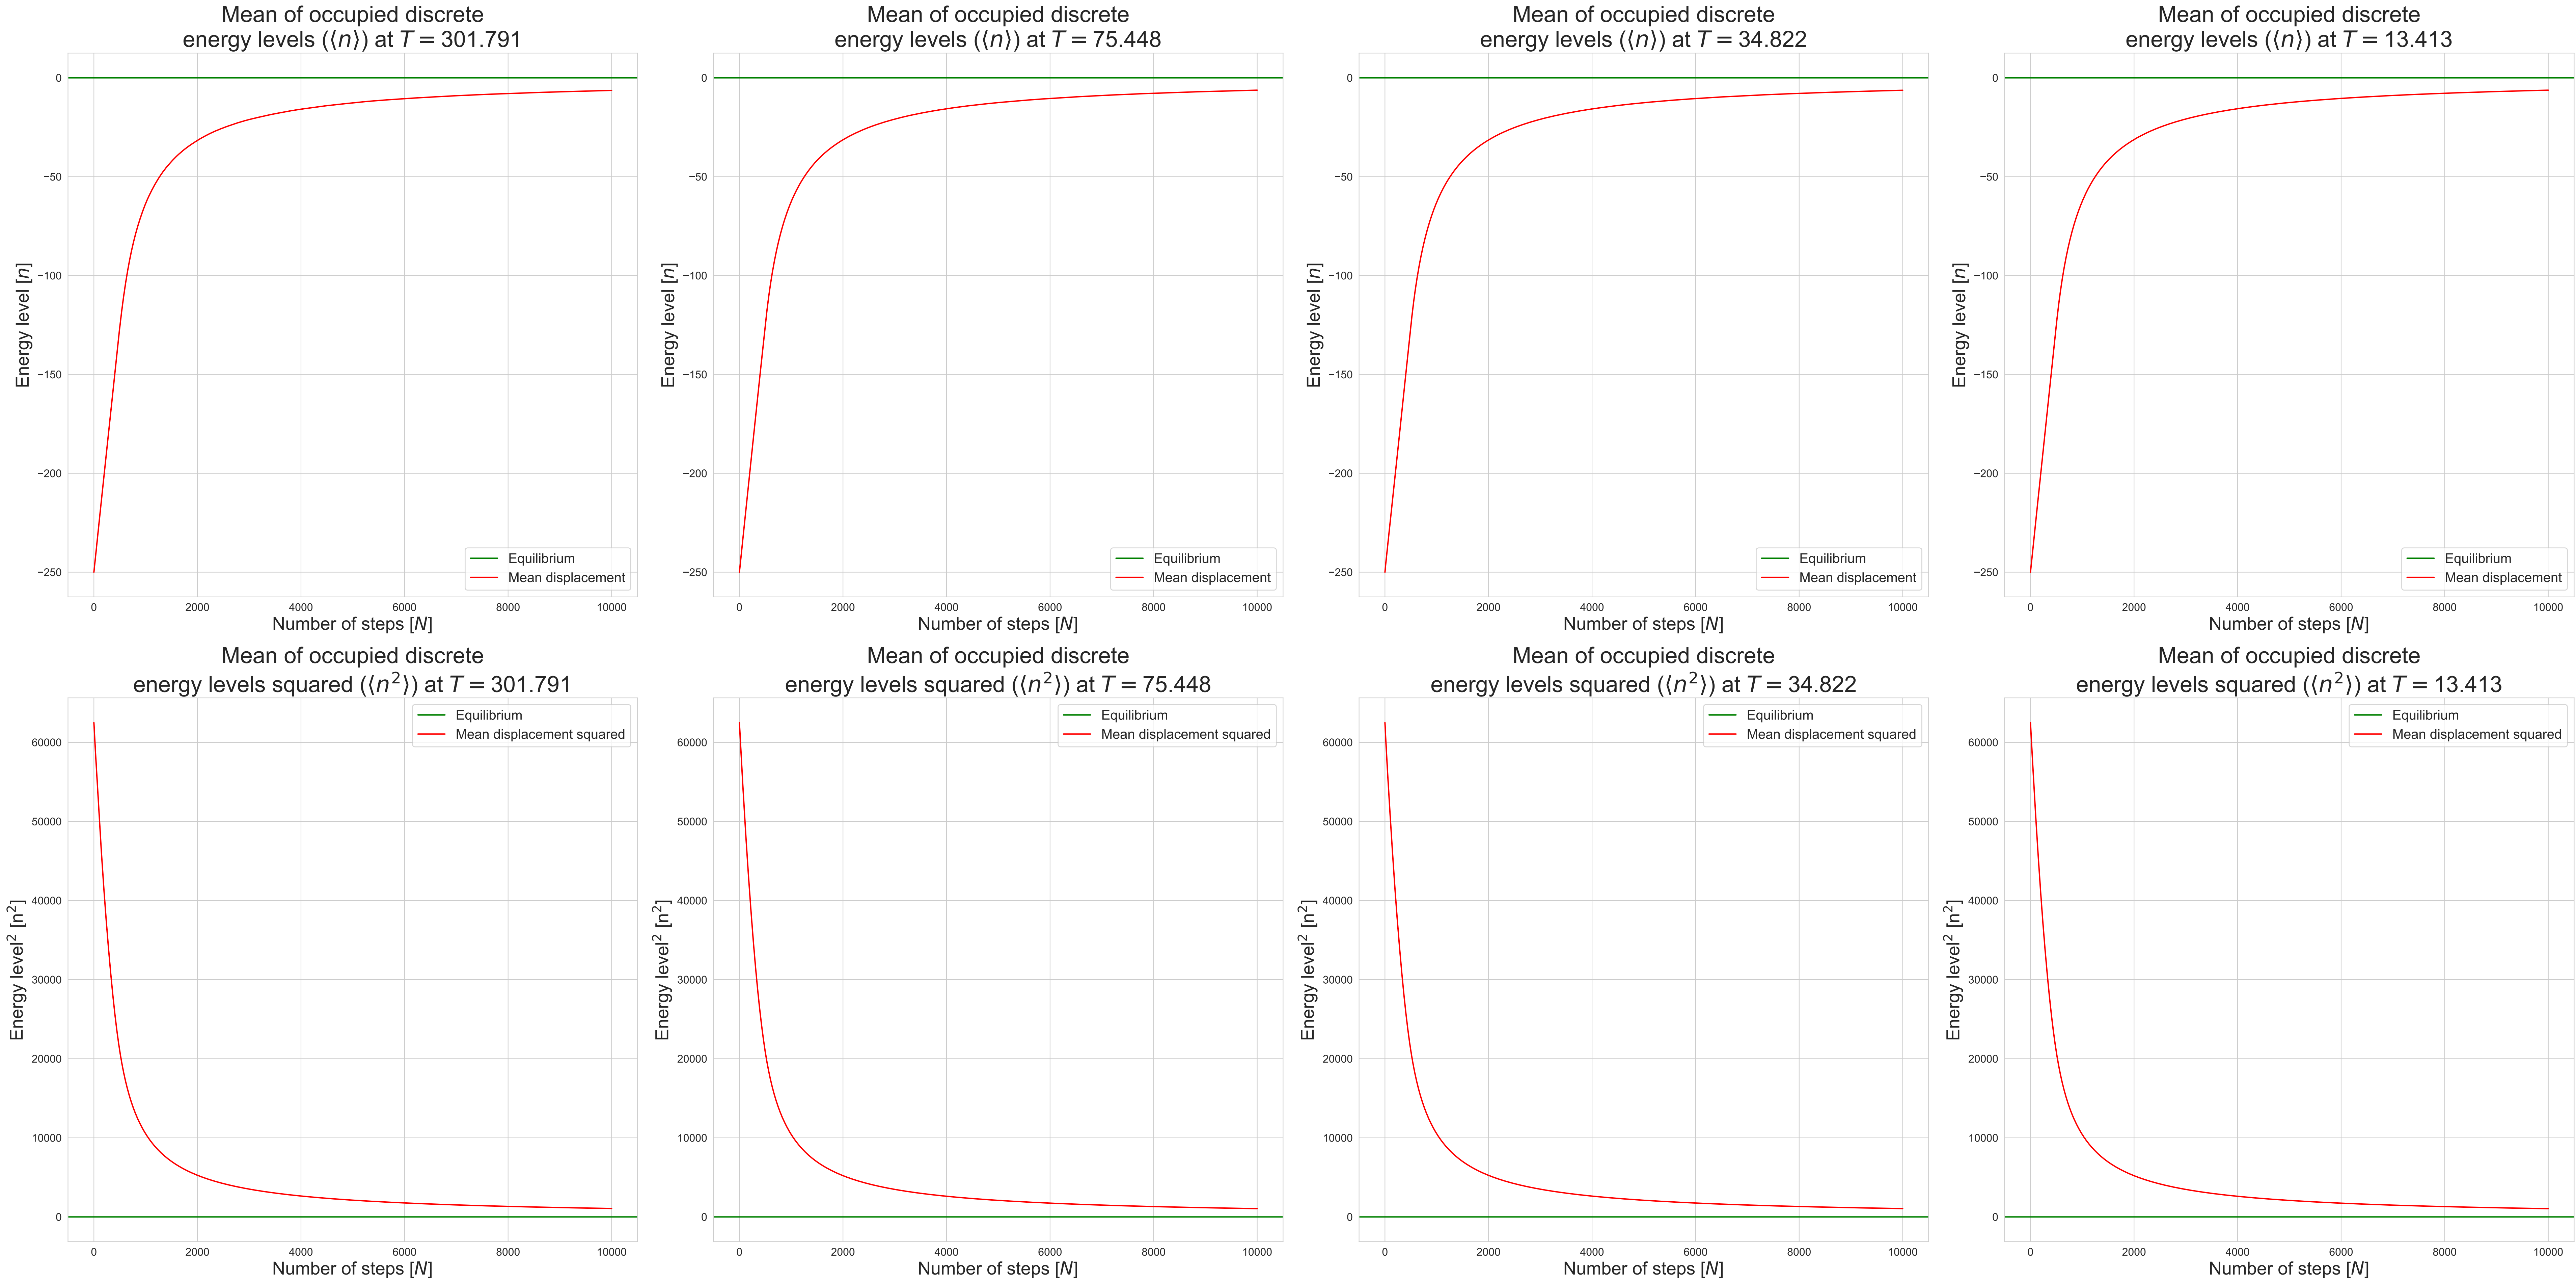 Mean of occupied discrete
energy levels (⟨n⟩) at T = 301.791
0
−50
−100
−150
−200
−250
Energy level [n]
Equilibrium
Mean displacement
0 2000 4000 6000 8000 10000
Number of steps [N]
Mean of occupied discrete
energy levels (⟨n⟩) at T = 75.448
0
−50
−100
−150
−200
−250
Energy level [n]
Equilibrium
Mean displacement
0 2000 4000 6000 8000 10000
Number of steps [N]
Mean of occupied discrete
energy levels (⟨n⟩) at T = 34.822
0
−50
−100
−150
−200
−250
Energy level [n]
Equilibrium
Mean displacement
0 2000 4000 6000 8000 10000
Number of steps [N]
Mean of occupied discrete
energy levels (⟨n⟩) at T = 13.413
0
−50
−100
−150
−200
−250
Energy level [n]
Equilibrium
Mean displacement
0 2000 4000 6000 8000 10000
Number of steps [N]
Mean of occupied discrete
energy levels squared (⟨n²⟩) at T = 301.791
60000
50000
40000
30000
20000
10000
0
Energy level² [n²]
Equilibrium
Mean displacement squared
0 2000 4000 6000 8000 10000
Number of steps [N]
Mean of occupied discrete
energy levels squared (⟨n²⟩) at T = 75.448
60000
50000
40000
30000
20000
10000
0
Energy level² [n²]
Equilibrium
Mean displacement squared
0 2000 4000 6000 8000 10000
Number of steps [N]
Mean of occupied discrete
energy levels squared (⟨n²⟩) at T = 34.822
60000
50000
40000
30000
20000
10000
0
Energy level² [n²]
Equilibrium
Mean displacement squared
0 2000 4000 6000 8000 10000
Number of steps [N]
Mean of occupied discrete
energy levels squared (⟨n²⟩) at T = 13.413
60000
50000
40000
30000
20000
10000
0
Energy level² [n²]
Equilibrium
Mean displacement squared
0 2000 4000 6000 8000 10000
Number of steps [N]